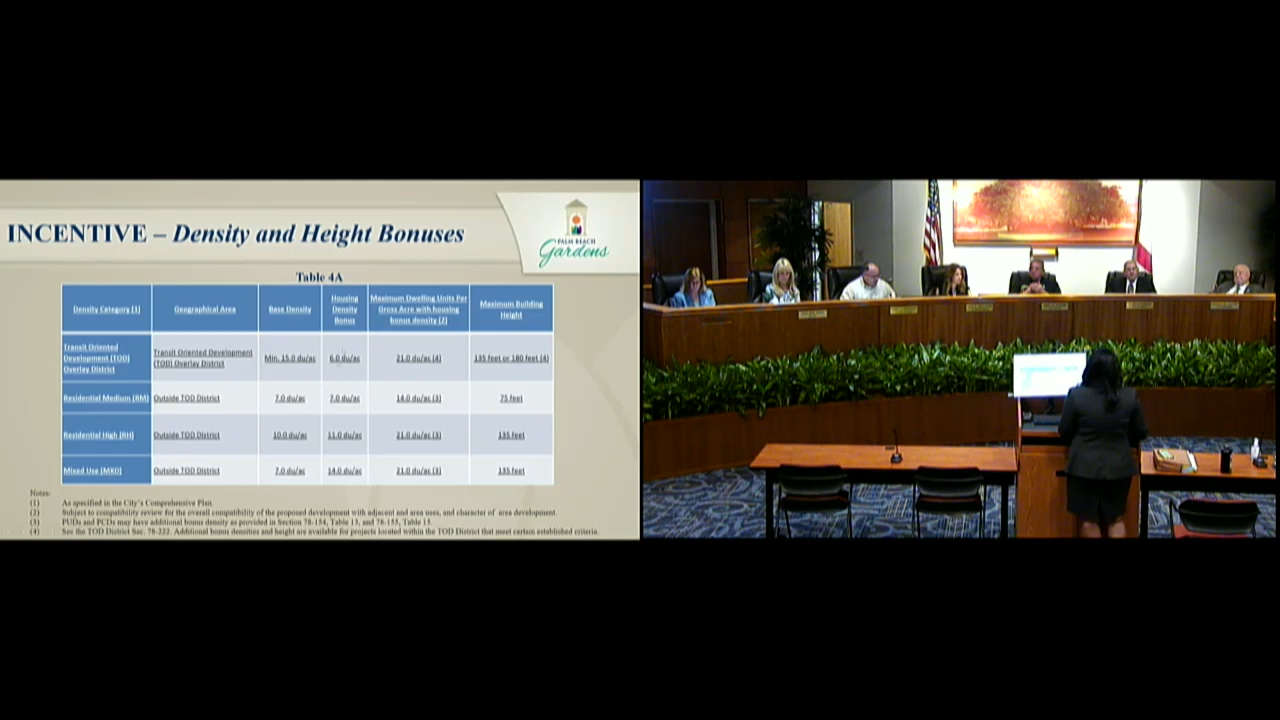 INCENTIVE – Density and Height Bonuses
PALM BEACH
Gardens
Table 4A
Density Category [1]
Geographical Area
Base Density
Housing
Density
Bonus
Maximum Dwelling Units Per
Gross Acre with housing
bonus density [2]
Maximum Building
Height
Transit Oriented
Development (TOD)
Overlay District
Transit Oriented Development
(TOD) Overlay District
Min. 15.0 du/ac
6.0 du/ac
21.0 du/ac (4)
135 feet or 180 feet (4)
Residential Medium (RM)
Outside TOD District
7.0 du/ac
7.0 du/ac
14.0 du/ac (3)
75 feet
Residential High (RH)
Outside TOD District
10.0 du/ac
11.0 du/ac
21.0 du/ac (3)
135 feet
Mixed Use (MXD)
Outside TOD District
7.0 du/ac
14.0 du/ac
21.0 du/ac (3)
135 feet
Notes:
(1) As specified in the City's Comprehensive Plan.
(2) Subject to compatibility review for the overall compatibility of the proposed development with adjacent and area uses, and character of area development.
(3) PUDs and PCDs may have additional bonus density as provided in Section 78-154, Table 13, and 78-155, Table 15.
(4) See the TOD District Sec. 78-222. Additional bonus densities and height are available for projects located within the TOD District that meet certain established criteria.